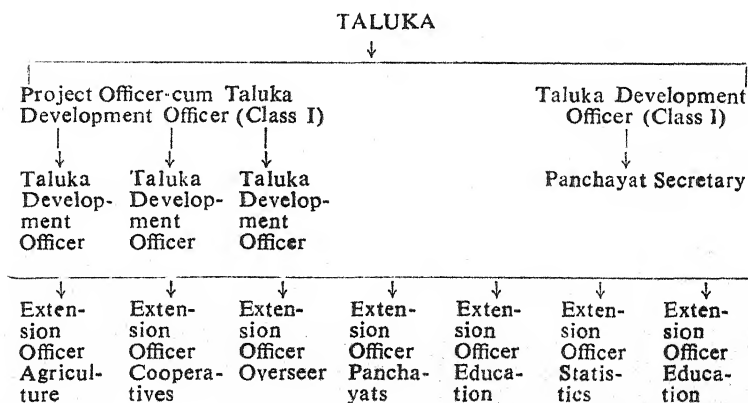 TALUKA
Project Officer-cum Taluka
Development Officer (Class I)
Taluka Development
Officer (Class I)
Taluka
Develop-
ment
Officer
Taluka
Develop-
ment
Officer
Taluka
Develop-
ment
Officer
Panchayat Secretary
Exten-
sion
Officer
Agricul-
ture
Exten-
sion
Officer
Coopera-
tives
Exten-
sion
Officer
Overseer
Exten-
sion
Officer
Pancha-
yats
Exten-
sion
Officer
Educa-
tion
Exten-
sion
Officer
Statis-
tics
Exten-
sion
Officer
Educa-
tion